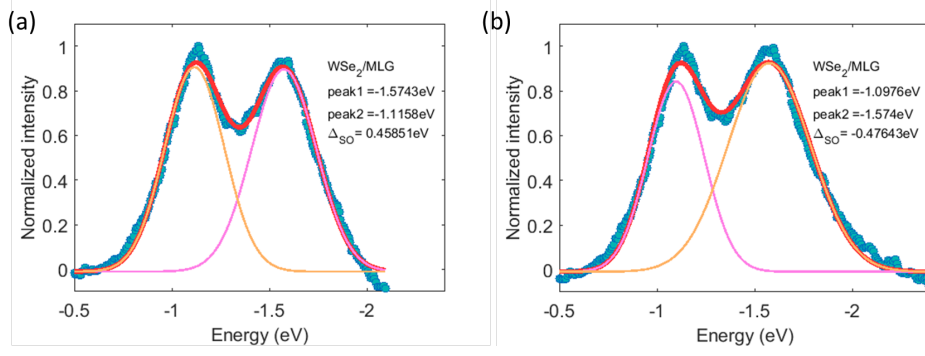 (a)
Normalized intensity
1
0.8
0.6
0.4
0.2
0
WSe2/MLG
peak1 =-1.5743eV
peak2 =-1.1158eV
ΔSO= 0.45851eV
-0.5 -1 -1.5 -2
Energy (eV)
(b)
Normalized intensity
1
0.8
0.6
0.4
0.2
0
WSe2/MLG
peak1 =-1.0976eV
peak2 =-1.574eV
ΔSO= -0.47643eV
-0.5 -1 -1.5 -2
Energy (eV)